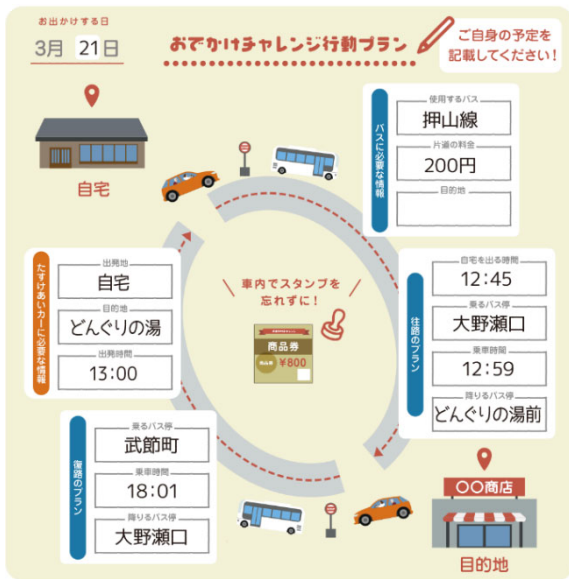 お出かけする日
3月 21日
おでかけチャレンジ行動プラン
ご自身の予定を
記載してください!
自宅
バスに必要な情報
使用するバス
押山線
片道の料金
200円
目的地
たすけあいカーに必要な情報
出発地
自宅
目的地
どんぐりの湯
出発時間
13:00
車内でスタンプを
忘れずに!
商品券
¥800
往路のプラン
自宅を出る時間
12:45
乗るバス停
大野瀬口
乗車時間
12:59
降りるバス停
どんぐりの湯前
復路のプラン
乗るバス停
武節町
乗車時間
18:01
降りるバス停
大野瀬口
〇〇商店
目的地